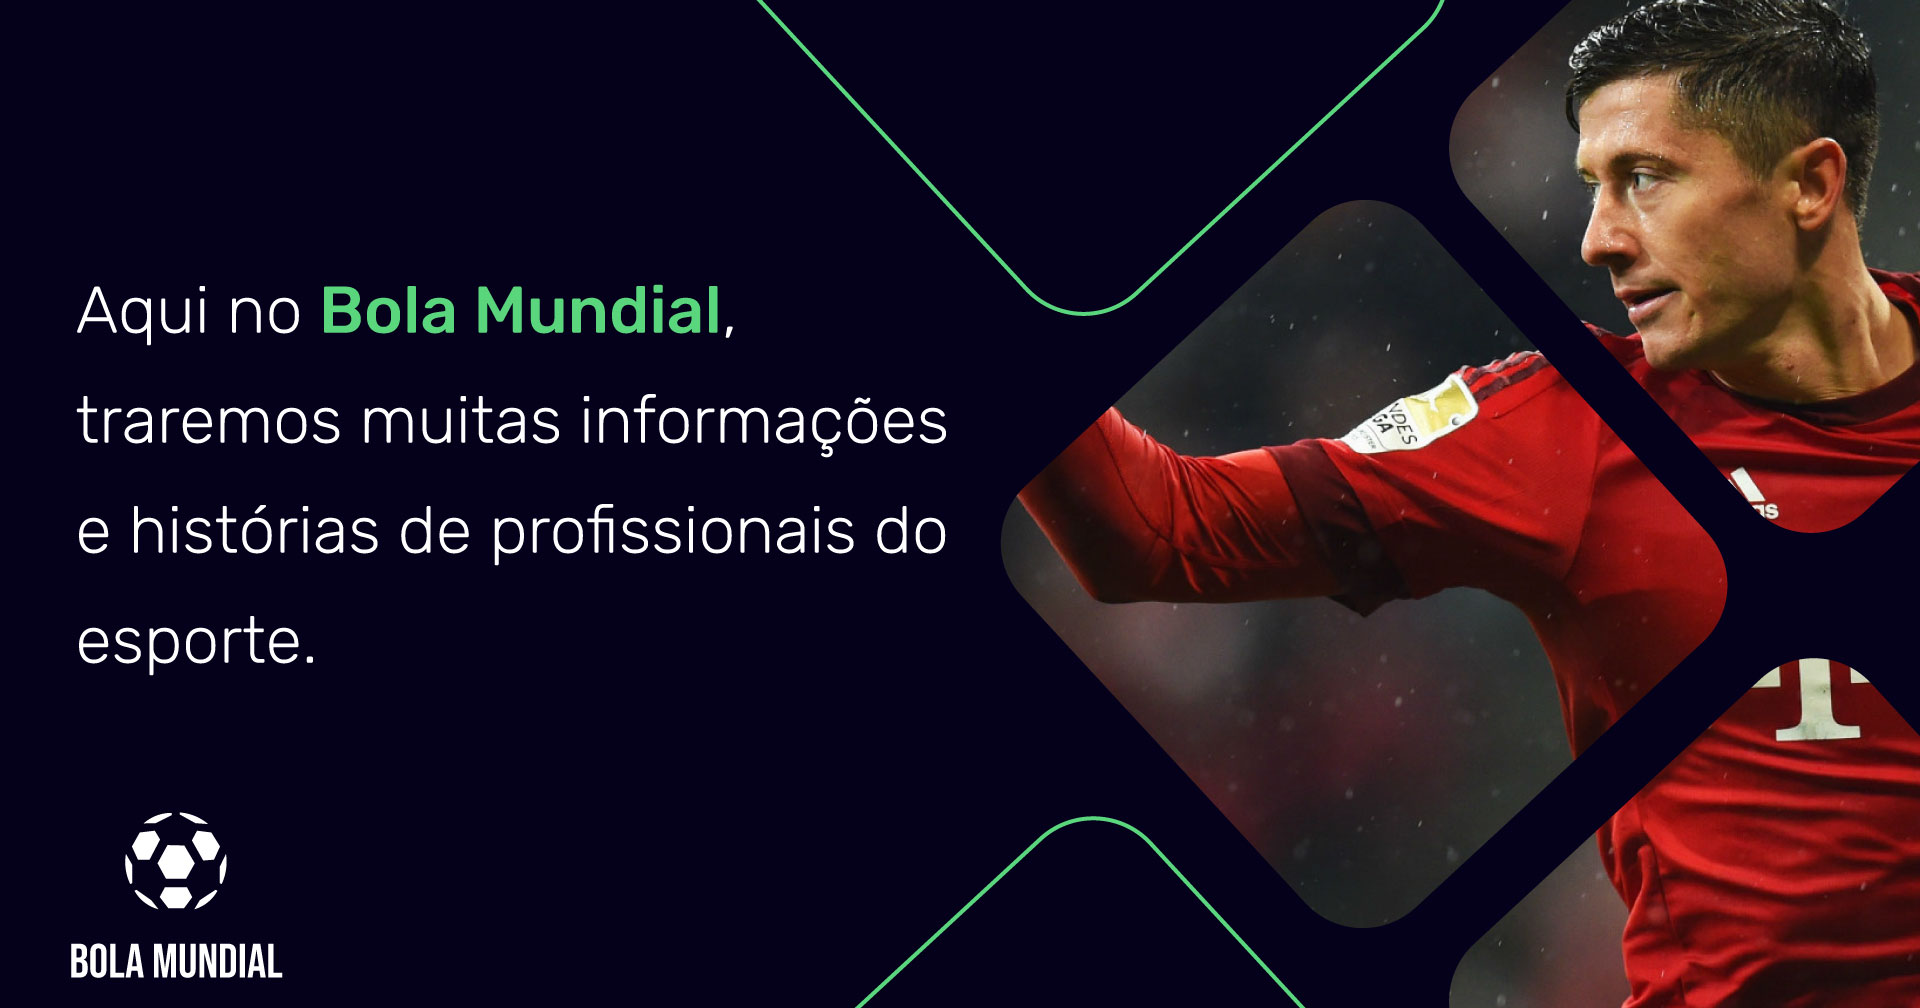 Aqui no Bola Mundial,
traremos muitas informações
e histórias de profissionais do
esporte.
BOLA MUNDIAL
T